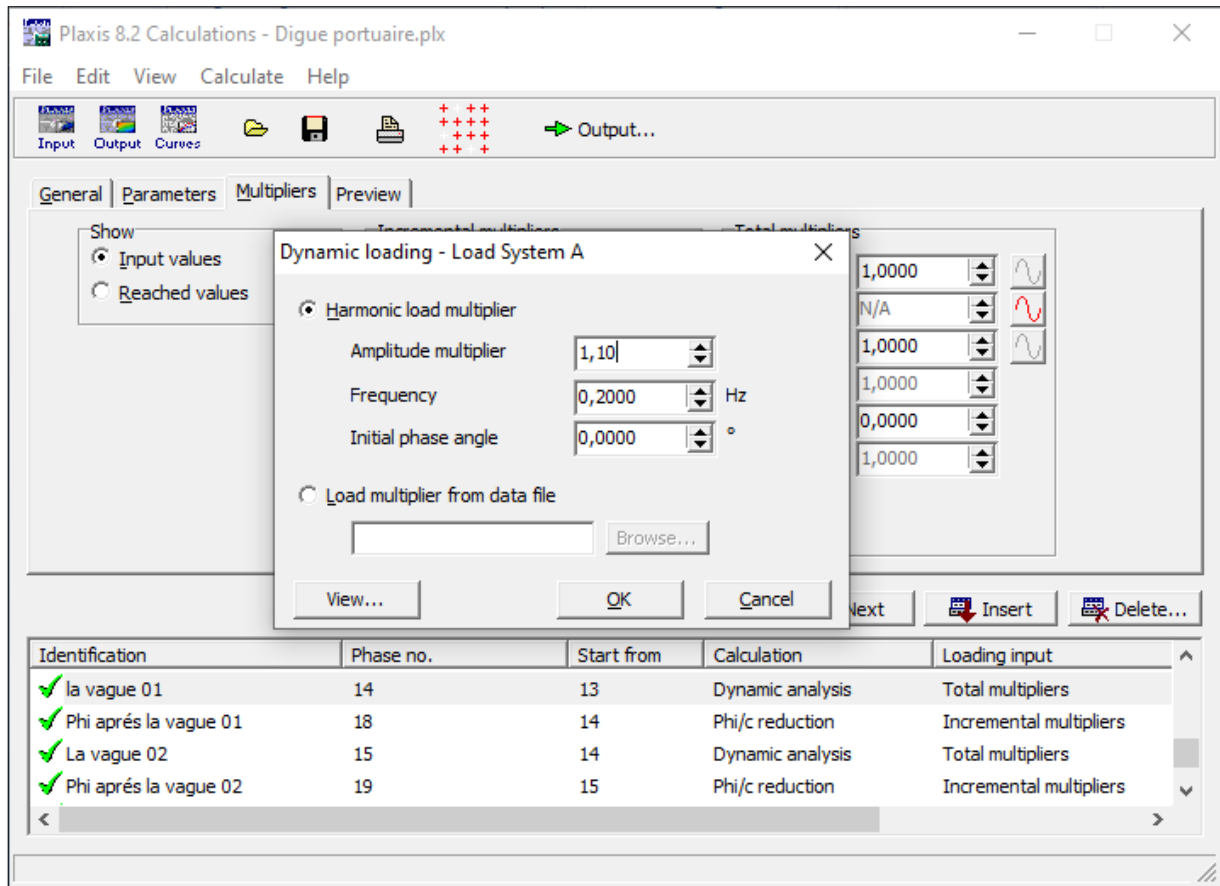 Plaxis 8.2 Calculations - Digue portuaire.plx
File Edit View Calculate Help
Input Output Curves Output...
General Parameters Multipliers Preview
Show Incremental multipliers Total multipliers
Input values
Reached values
Dynamic loading - Load System A
Harmonic load multiplier
Amplitude multiplier 1,10
Frequency 0,2000 Hz
Initial phase angle 0,0000 °
Load multiplier from data file
Browse...
View... OK Cancel
1,0000
N/A
1,0000
1,0000
0,0000
1,0000
Next Insert Delete...
Identification Phase no. Start from Calculation Loading input
la vague 01 14 13 Dynamic analysis Total multipliers
Phi aprés la vague 01 18 14 Phi/c reduction Incremental multipliers
La vague 02 15 14 Dynamic analysis Total multipliers
Phi aprés la vague 02 19 15 Phi/c reduction Incremental multipliers